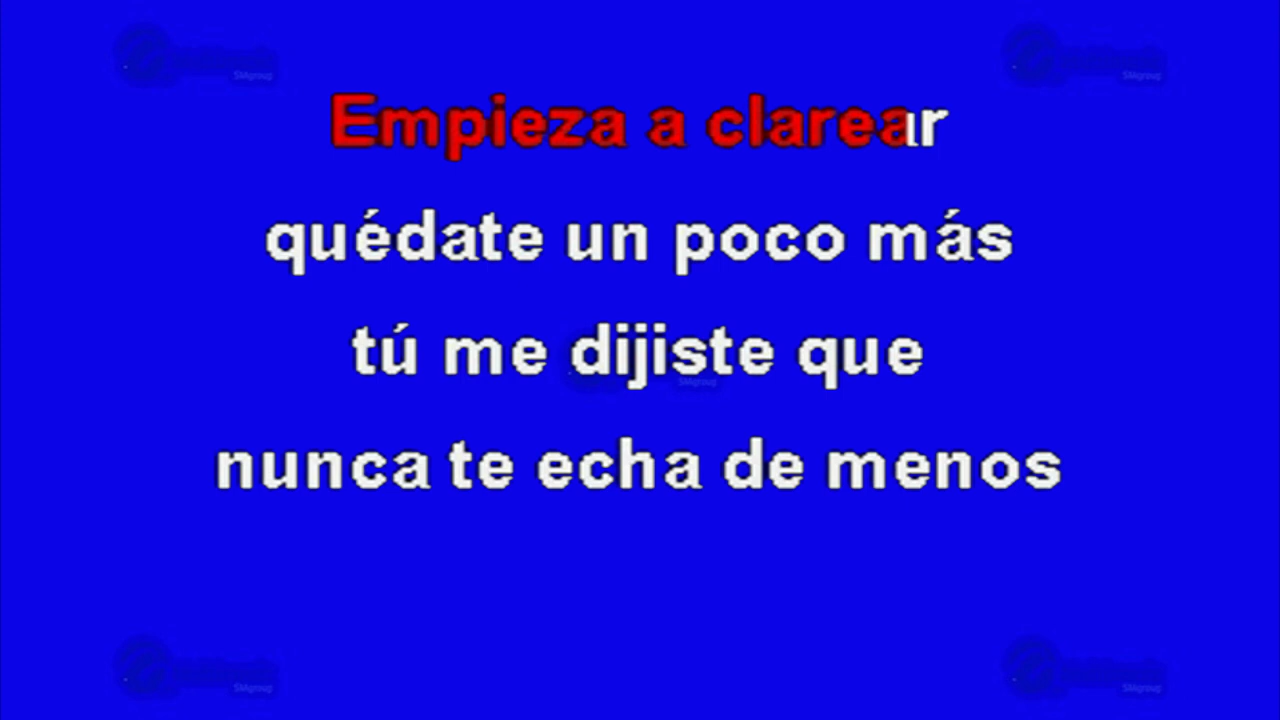 Empieza a clarear
quédate un poco más
tú me dijiste que
nunca te echa de menos